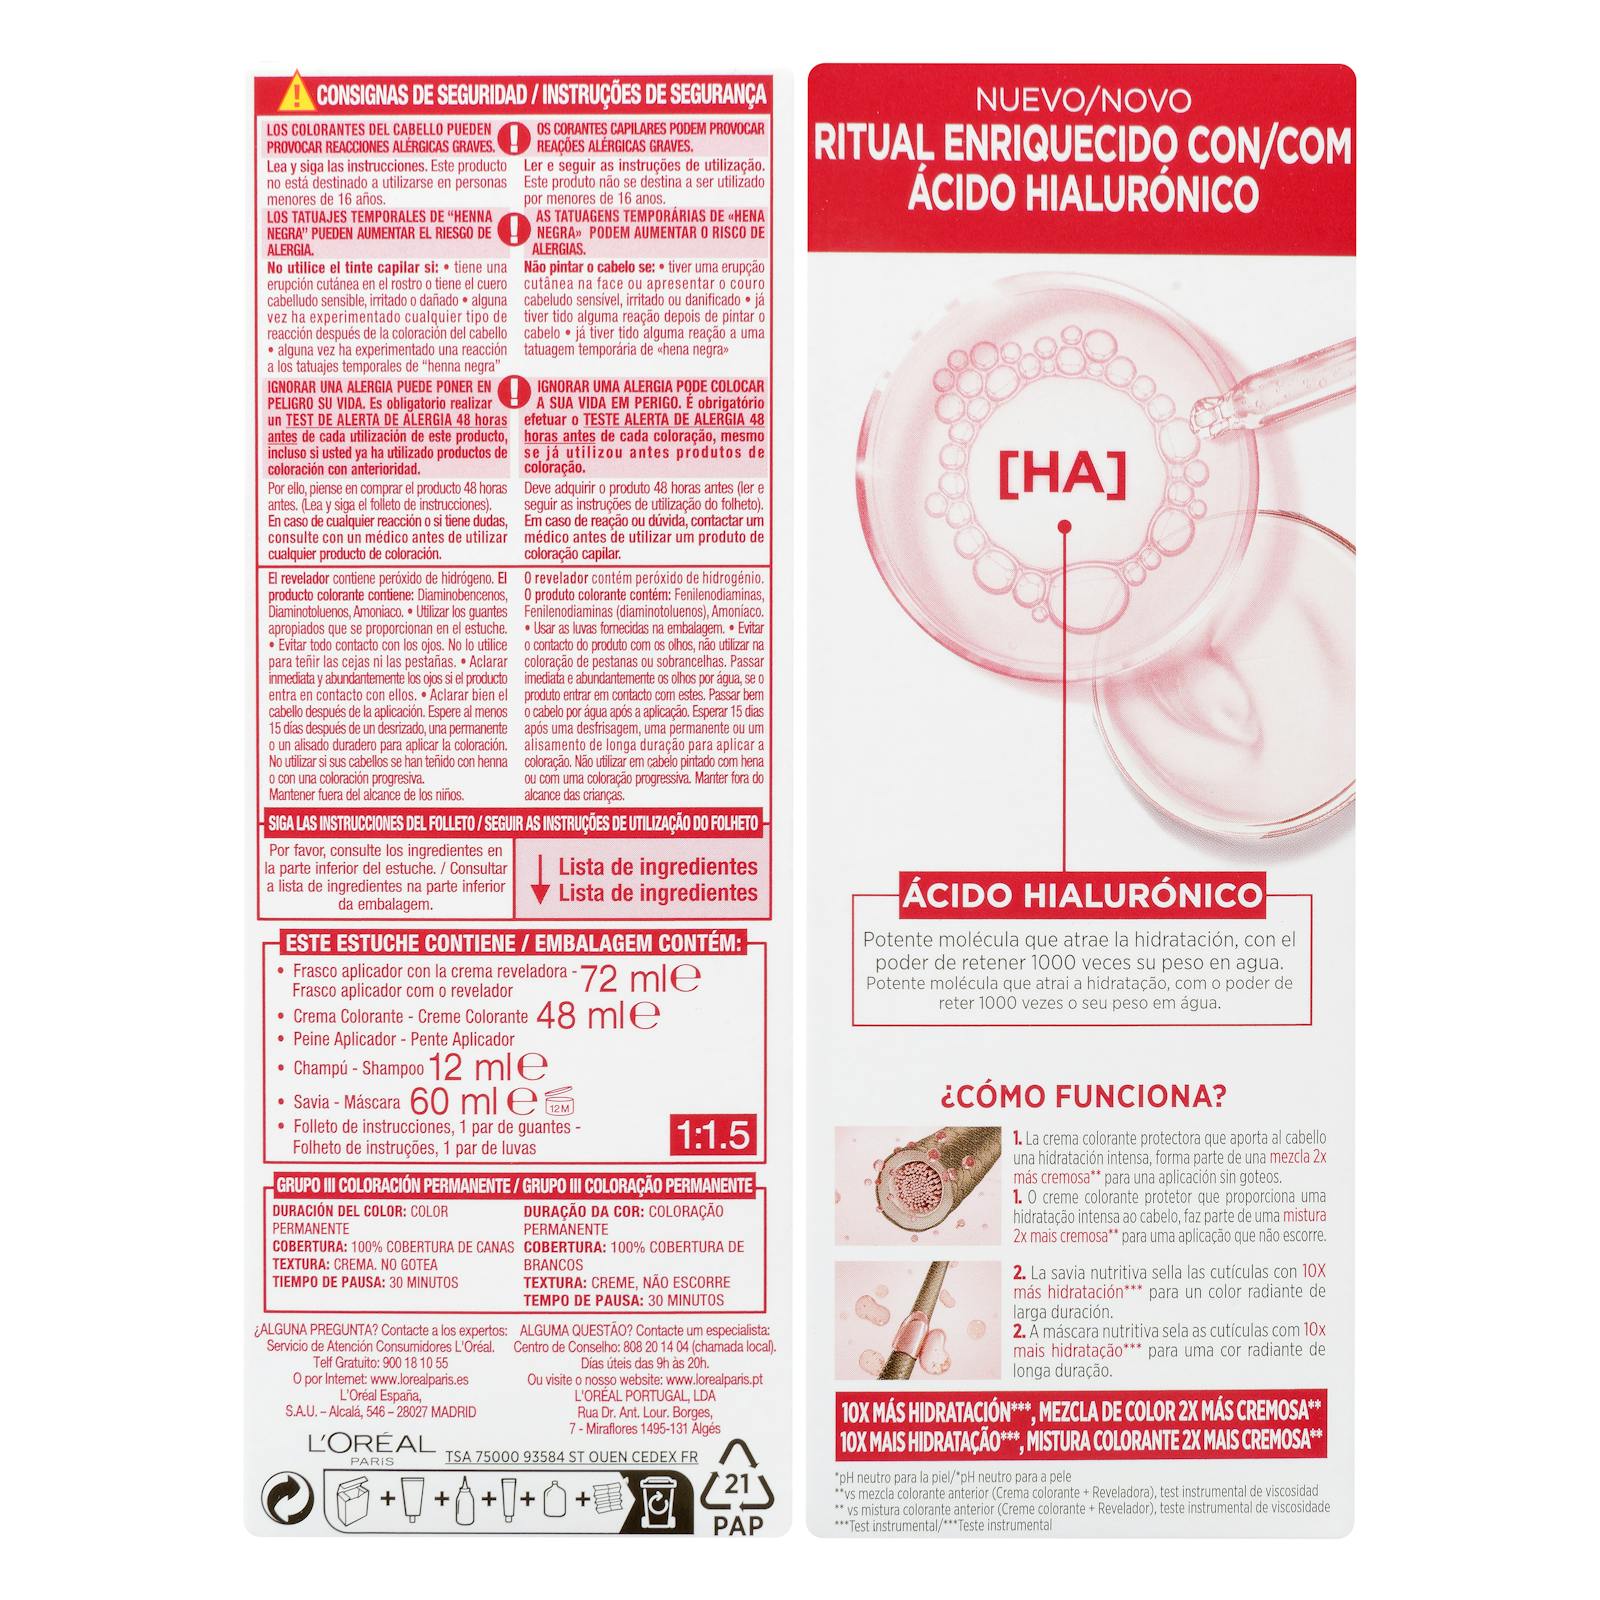 CONSIGNAS DE SEGURIDAD / INSTRUÇÕES DE SEGURANÇA
LOS COLORANTES DEL CABELLO PUEDEN
PROVOCAR REACCIONES ALÉRGICAS GRAVES.
Lea y siga las instrucciones. Este producto
no está destinado a utilizarse en personas
menores de 16 años.
LOS TATUAJES TEMPORALES DE “HENNA
NEGRA” PUEDEN AUMENTAR EL RIESGO DE
ALERGIA.
No utilice el tinte capilar si: • tiene una
erupción cutánea en el rostro o tiene el cuero
cabelludo sensible, irritado o dañado • alguna
vez ha experimentado cualquier tipo de
reacción después de la coloración del cabello
• alguna vez ha experimentado una reacción
a los tatuajes temporales de “henna negra”
IGNORAR UNA ALERGIA PUEDE PONER EN
PELIGRO SU VIDA. Es obligatorio realizar
un TEST DE ALERTA DE ALERGIA 48 horas
antes de cada utilización de este producto,
incluso si usted ya ha utilizado productos de
coloración con anterioridad.
Por ello, piense en comprar el producto 48 horas
antes. (Lea y siga el folleto de instrucciones).
En caso de cualquier reacción o si tiene dudas,
consulte con un médico antes de utilizar
cualquier producto de coloración.
OS CORANTES CAPILARES PODEM PROVOCAR
REAÇÕES ALÉRGICAS GRAVES.
Ler e seguir as instruções de utilização.
Este produto não se destina a ser utilizado
por menores de 16 anos.
AS TATUAGENS TEMPORÁRIAS DE «HENA
NEGRA» PODEM AUMENTAR O RISCO DE
ALERGIAS.
Não pintar o cabelo se: • tiver uma erupção
cutânea na face ou apresentar o couro
cabeludo sensível, irritado ou danificado • já
tiver tido alguma reação depois de pintar o
cabelo • já tiver tido alguma reação a uma
tatuagem temporária de «hena negra»
IGNORAR UMA ALERGIA PODE COLOCAR
A SUA VIDA EM PERIGO. É obrigatório
efetuar o TESTE ALERTA DE ALERGIA 48
horas antes de cada coloração, mesmo
se já utilizou antes produtos de
coloração.
Deve adquirir o produto 48 horas antes (ler e
seguir as instruções de utilização do folheto).
Em caso de reação ou dúvida, contactar um
médico antes de utilizar um produto de
coloração capilar.
El revelador contiene peróxido de hidrógeno. El
producto colorante contiene: Diaminobencenos,
Diaminotoluenos, Amoniaco. • Utilizar los guantes
apropiados que se proporcionan en el estuche.
• Evitar todo contacto con los ojos. No lo utilice
para teñir las cejas ni las pestañas. • Aclarar
inmediata y abundantemente los ojos si el producto
entra en contacto con ellos. • Aclarar bien el
cabello después de la aplicación. Espere al menos
15 días después de un desrizado, una permanente
o un alisado duradero para aplicar la coloración.
No utilizar si sus cabellos se han teñido con henna
o con una coloración progresiva.
Mantener fuera del alcance de los niños.
O revelador contém peróxido de hidrogénio.
O produto colorante contém: Fenilenodiaminas,
Fenilenodiaminas (diaminotoluenos), Amoníaco.
• Usar as luvas fornecidas na embalagem. • Evitar
o contacto do produto com os olhos, não utilizar na
coloração de pestanas ou sobrancelhas. Passar
imediata e abundantemente os olhos por água, se o
produto entrar em contacto com estes. Passar bem
o cabelo por água após a aplicação. Esperar 15 dias
após uma desfrisagem, uma permanente ou um
alisamento de longa duração para aplicar a
coloração. Não utilizar em cabelo pintado com hena
ou com uma coloração progressiva. Manter fora do
alcance das crianças.
SIGA LAS INSTRUCCIONES DEL FOLLETO / SEGUIR AS INSTRUÇÕES DE UTILIZAÇÃO DO FOLHETO
Por favor, consulte los ingredientes en
la parte inferior del estuche. / Consultar
a lista de ingredientes na parte inferior
da embalagem.
Lista de ingredientes
Lista de ingredientes
ESTE ESTUCHE CONTIENE / EMBALAGEM CONTÉM:
• Frasco aplicador con la crema reveladora - 72 ml℮
Frasco aplicador com o revelador
• Crema Colorante - Creme Colorante 48 ml℮
• Peine Aplicador - Pente Aplicador
• Champú - Shampoo 12 ml℮
• Savia - Máscara 60 ml℮ 12M
• Folleto de instrucciones, 1 par de guantes -
Folheto de instruções, 1 par de luvas
1:1.5
GRUPO III COLORACIÓN PERMANENTE / GRUPO III COLORAÇÃO PERMANENTE
DURACIÓN DEL COLOR: COLOR
PERMANENTE
COBERTURA: 100% COBERTURA DE CANAS
TEXTURA: CREMA. NO GOTEA
TIEMPO DE PAUSA: 30 MINUTOS
DURAÇÃO DA COR: COLORAÇÃO
PERMANENTE
COBERTURA: 100% COBERTURA DE
BRANCOS
TEXTURA: CREME, NÃO ESCORRE
TEMPO DE PAUSA: 30 MINUTOS
¿ALGUNA PREGUNTA? Contacte a los expertos:
Servicio de Atención Consumidores L'Oréal.
Telf Gratuito: 900 18 10 55
O por Internet: www.lorealparis.es
L'Oréal España,
S.A.U. – Alcalá, 546 – 28027 MADRID
ALGUMA QUESTÃO? Contacte um especialista:
Centro de Conselho: 808 20 14 04 (chamada local).
Días úteis das 9h às 20h.
Ou visite o nosso website: www.lorealparis.pt
L'ORÉAL PORTUGAL, LDA
Rua Dr. Ant. Lour. Borges,
7 - Miraflores 1495-131 Algés
L'ORÉAL
PARIS
TSA 75000 93584 ST OUEN CEDEX FR
21
PAP
NUEVO/NOVO
RITUAL ENRIQUECIDO CON/COM
ÁCIDO HIALURÓNICO
[HA]
ÁCIDO HIALURÓNICO
Potente molécula que atrae la hidratación, con el
poder de retener 1000 veces su peso en agua.
Potente molécula que atrai a hidratação, com o poder de
reter 1000 vezes o seu peso em água.
¿CÓMO FUNCIONA?
1. La crema colorante protectora que aporta al cabello
una hidratación intensa, forma parte de una mezcla 2x
más cremosa** para una aplicación sin goteos.
1. O creme colorante protetor que proporciona uma
hidratação intensa ao cabelo, faz parte de uma mistura
2x mais cremosa** para uma aplicação que não escorre.
2. La savia nutritiva sella las cutículas con 10X
más hidratación*** para un color radiante de
larga duración.
2. A máscara nutritiva sela as cutículas com 10x
mais hidratação*** para uma cor radiante de
longa duração.
10X MÁS HIDRATACIÓN***, MEZCLA DE COLOR 2X MÁS CREMOSA**
10X MAIS HIDRATAÇÃO***, MISTURA COLORANTE 2X MAIS CREMOSA**
*pH neutro para la piel/*pH neutro para a pele
**vs mezcla colorante anterior (Crema colorante + Reveladora), test instrumental de viscosidad
** vs mistura colorante anterior (Creme colorante + Revelador), teste instrumental de viscosidade
***Test instrumental/***Teste instrumental